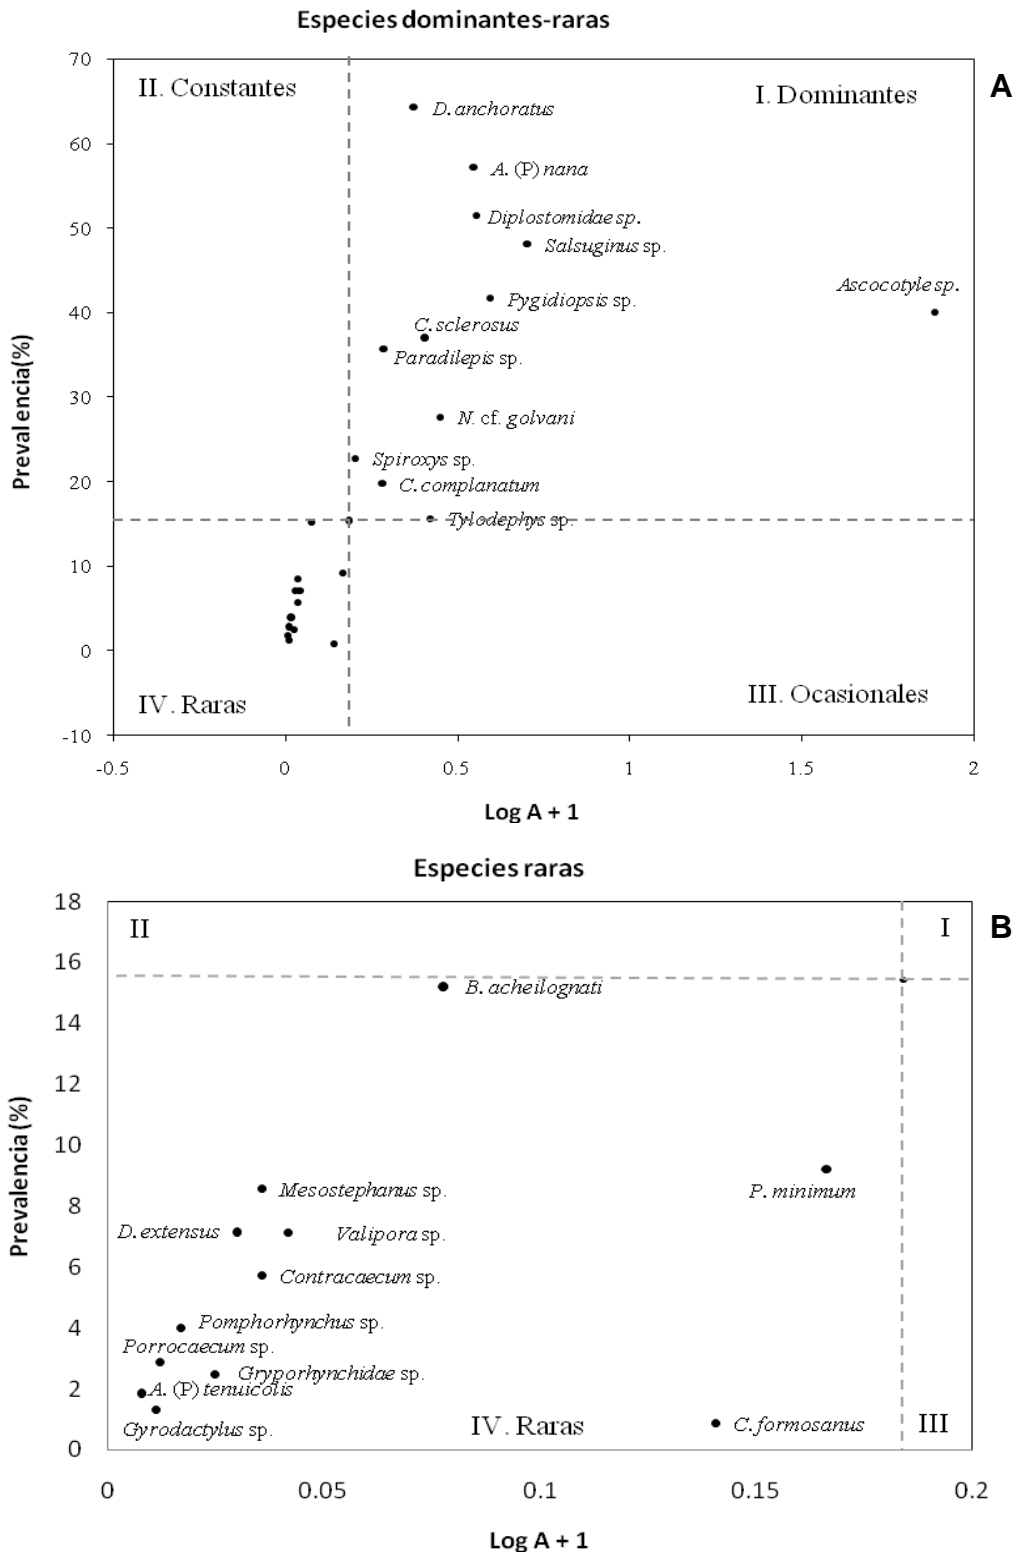 Especies dominantes-raras
A
70
60
50
40
30
20
10
0
-10
Prevalencia(%)
II. Constantes
I. Dominantes
D. anchoratus
A. (P) nana
Diplostomidae sp.
Salsuginus sp.
Ascocotyle sp.
Pygidiopsis sp.
C. sclerosus
Paradilepis sp.
N. cf. golvani
Spiroxys sp.
C. complanatum
Tylodephys sp.
IV. Raras
III. Ocasionales
-0.5 0 0.5 1 1.5 2
Log A + 1
Especies raras
B
18
16
14
12
10
8
6
4
2
0
Prevalencia (%)
II
I
B. acheilognati
P. minimum
Mesostephanus sp.
D. extensus
Valipora sp.
Contracaecum sp.
Pomphorhynchus sp.
Porrocaecum sp.
Gryporhynchidae sp.
A. (P) tenuicolis
Gyrodactylus sp.
IV. Raras
C. formosanus
III
0 0.05 0.1 0.15 0.2
Log A + 1